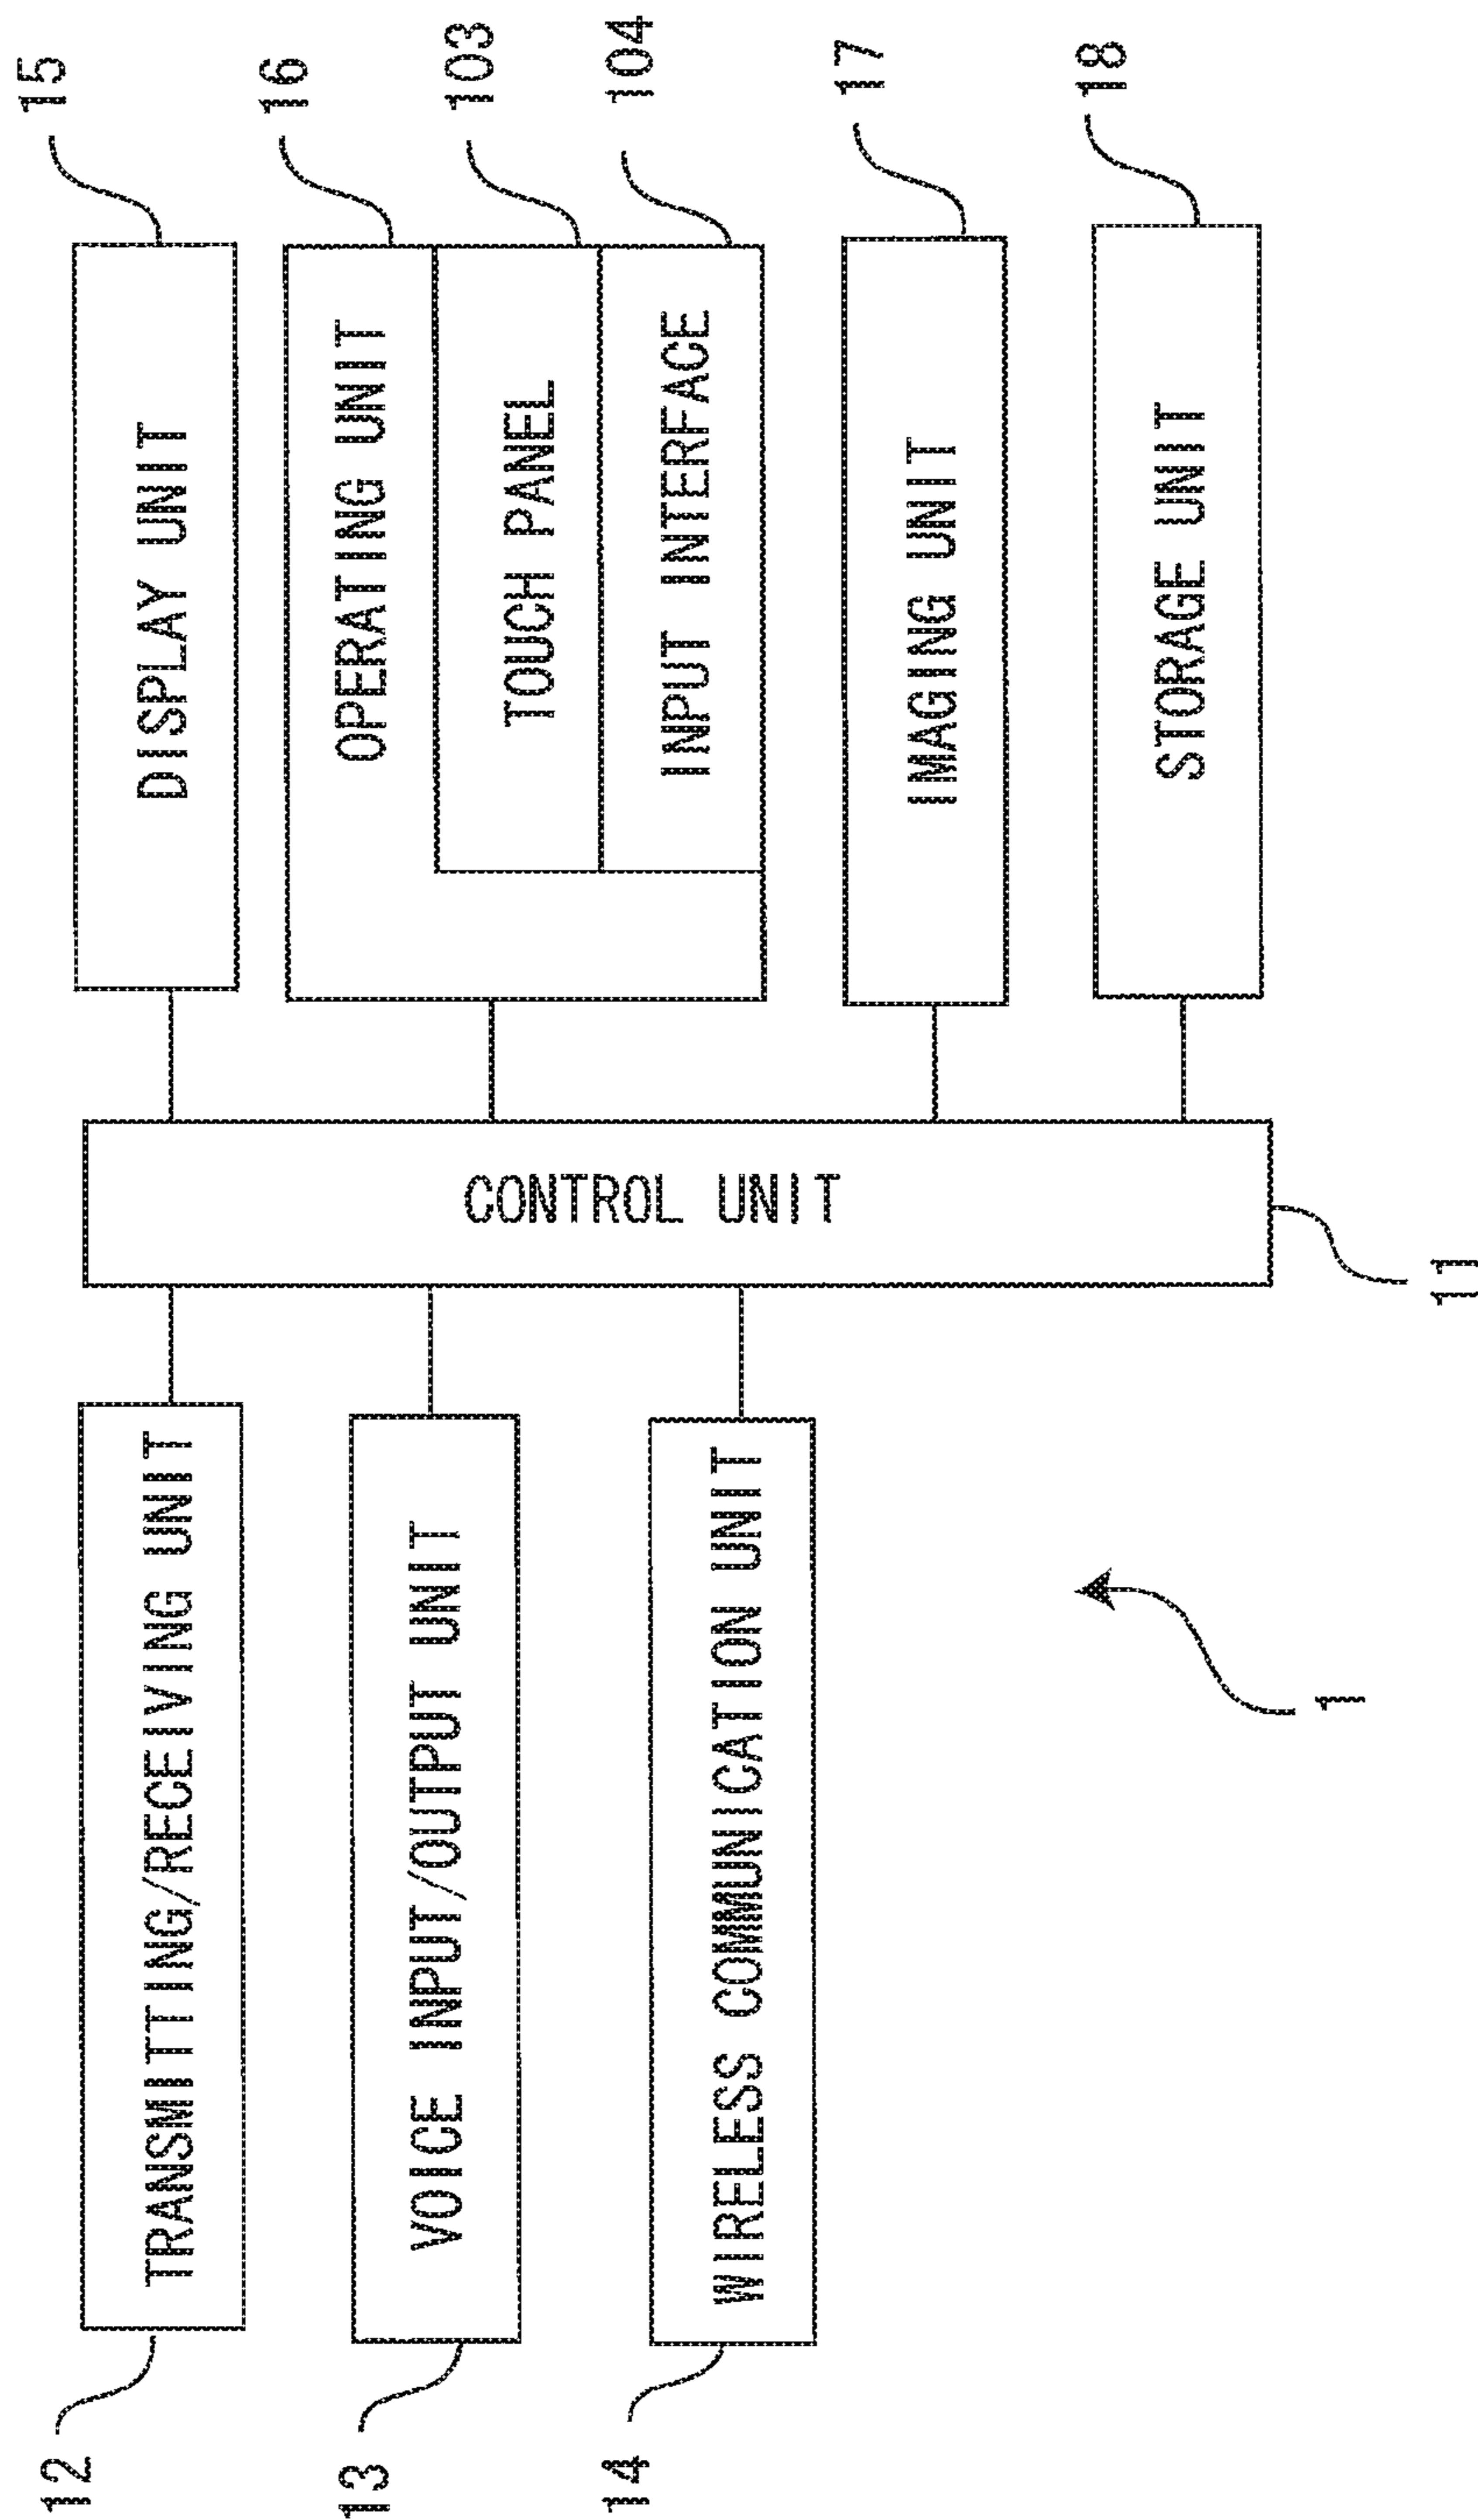 12
TRANSMITTING/RECEIVING UNIT
13
VOICE INPUT/OUTPUT UNIT
14
WIRELESS COMMUNICATION UNIT
1
CONTROL UNIT
11
DISPLAY UNIT
15
OPERATING UNIT
16
TOUCH PANEL
103
INPUT INTERFACE
104
IMAGING UNIT
17
STORAGE UNIT
18